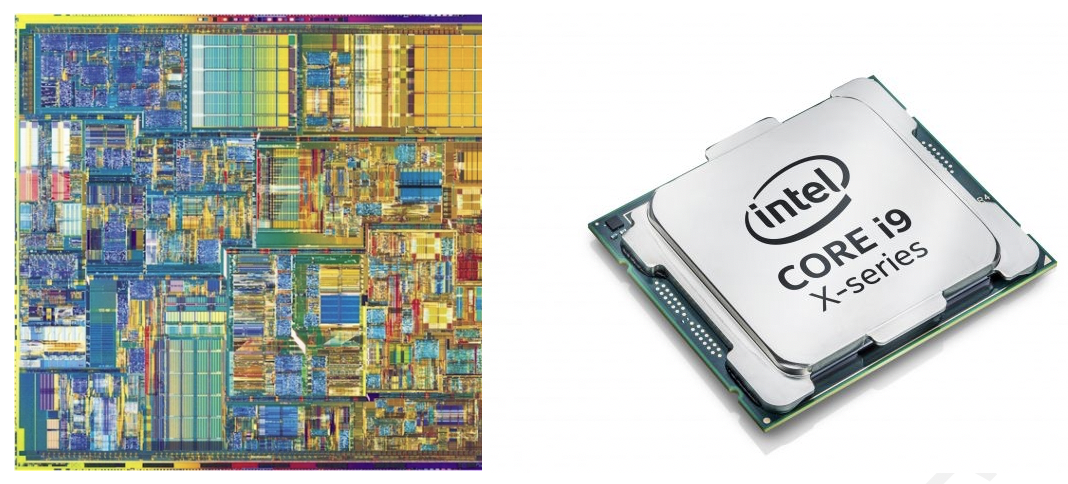 intel
CORE i9
X-series